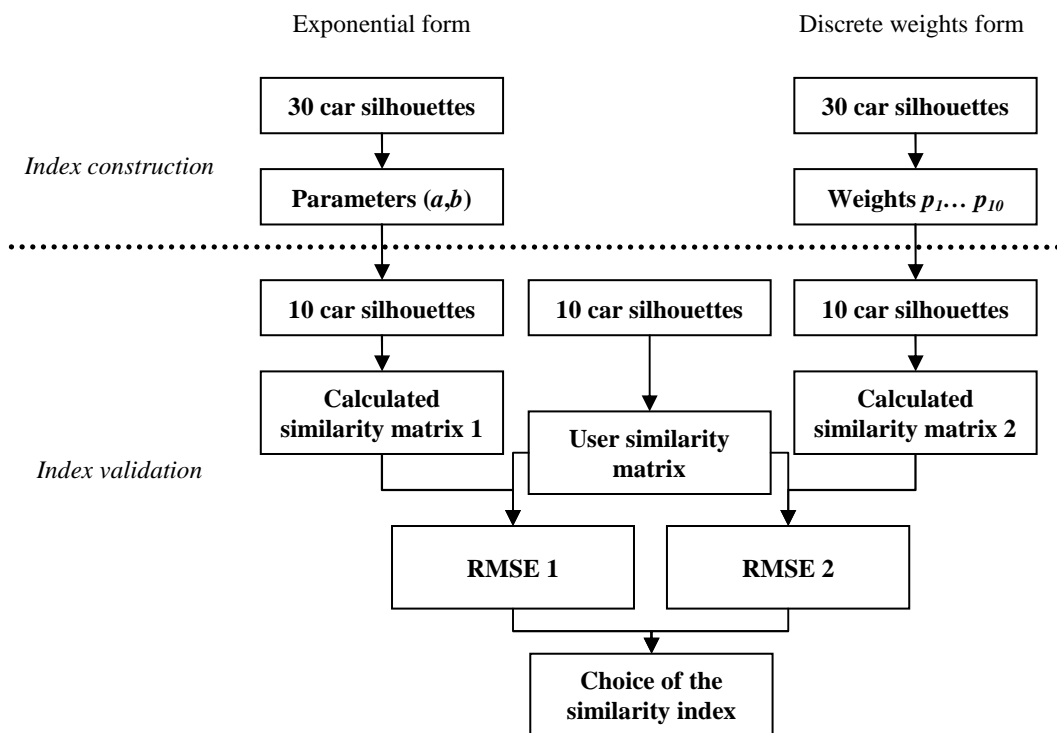 Exponential form
Discrete weights form
30 car silhouettes
30 car silhouettes
Index construction
Parameters (a,b)
Weights p1… p10
10 car silhouettes
10 car silhouettes
10 car silhouettes
Calculated
similarity matrix 1
Calculated
similarity matrix 2
User similarity
matrix
Index validation
RMSE 1
RMSE 2
Choice of the
similarity index